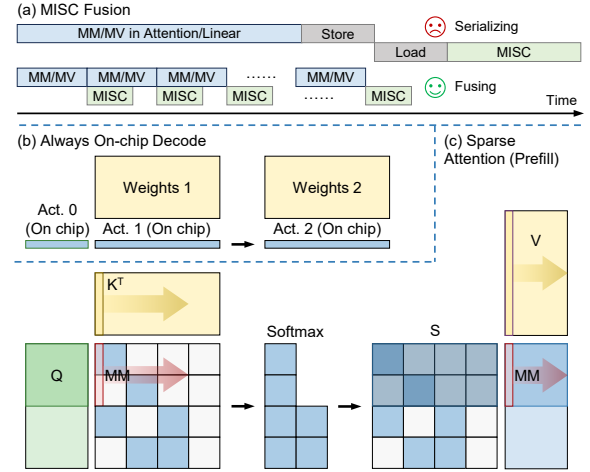 (a) MISC Fusion
MM/MV in Attention/Linear
Store
Serializing
Load
MISC
MM/MV
MM/MV
MM/MV
......
MM/MV
Fusing
MISC
MISC
MISC
......
MISC
Time
(b) Always On-chip Decode
(c) Sparse
Attention (Prefill)
Weights 1
Weights 2
Act. 0
(On chip)
Act. 1 (On chip)
Act. 2 (On chip)
V
Kᵀ
Softmax
S
Q
MM
MM